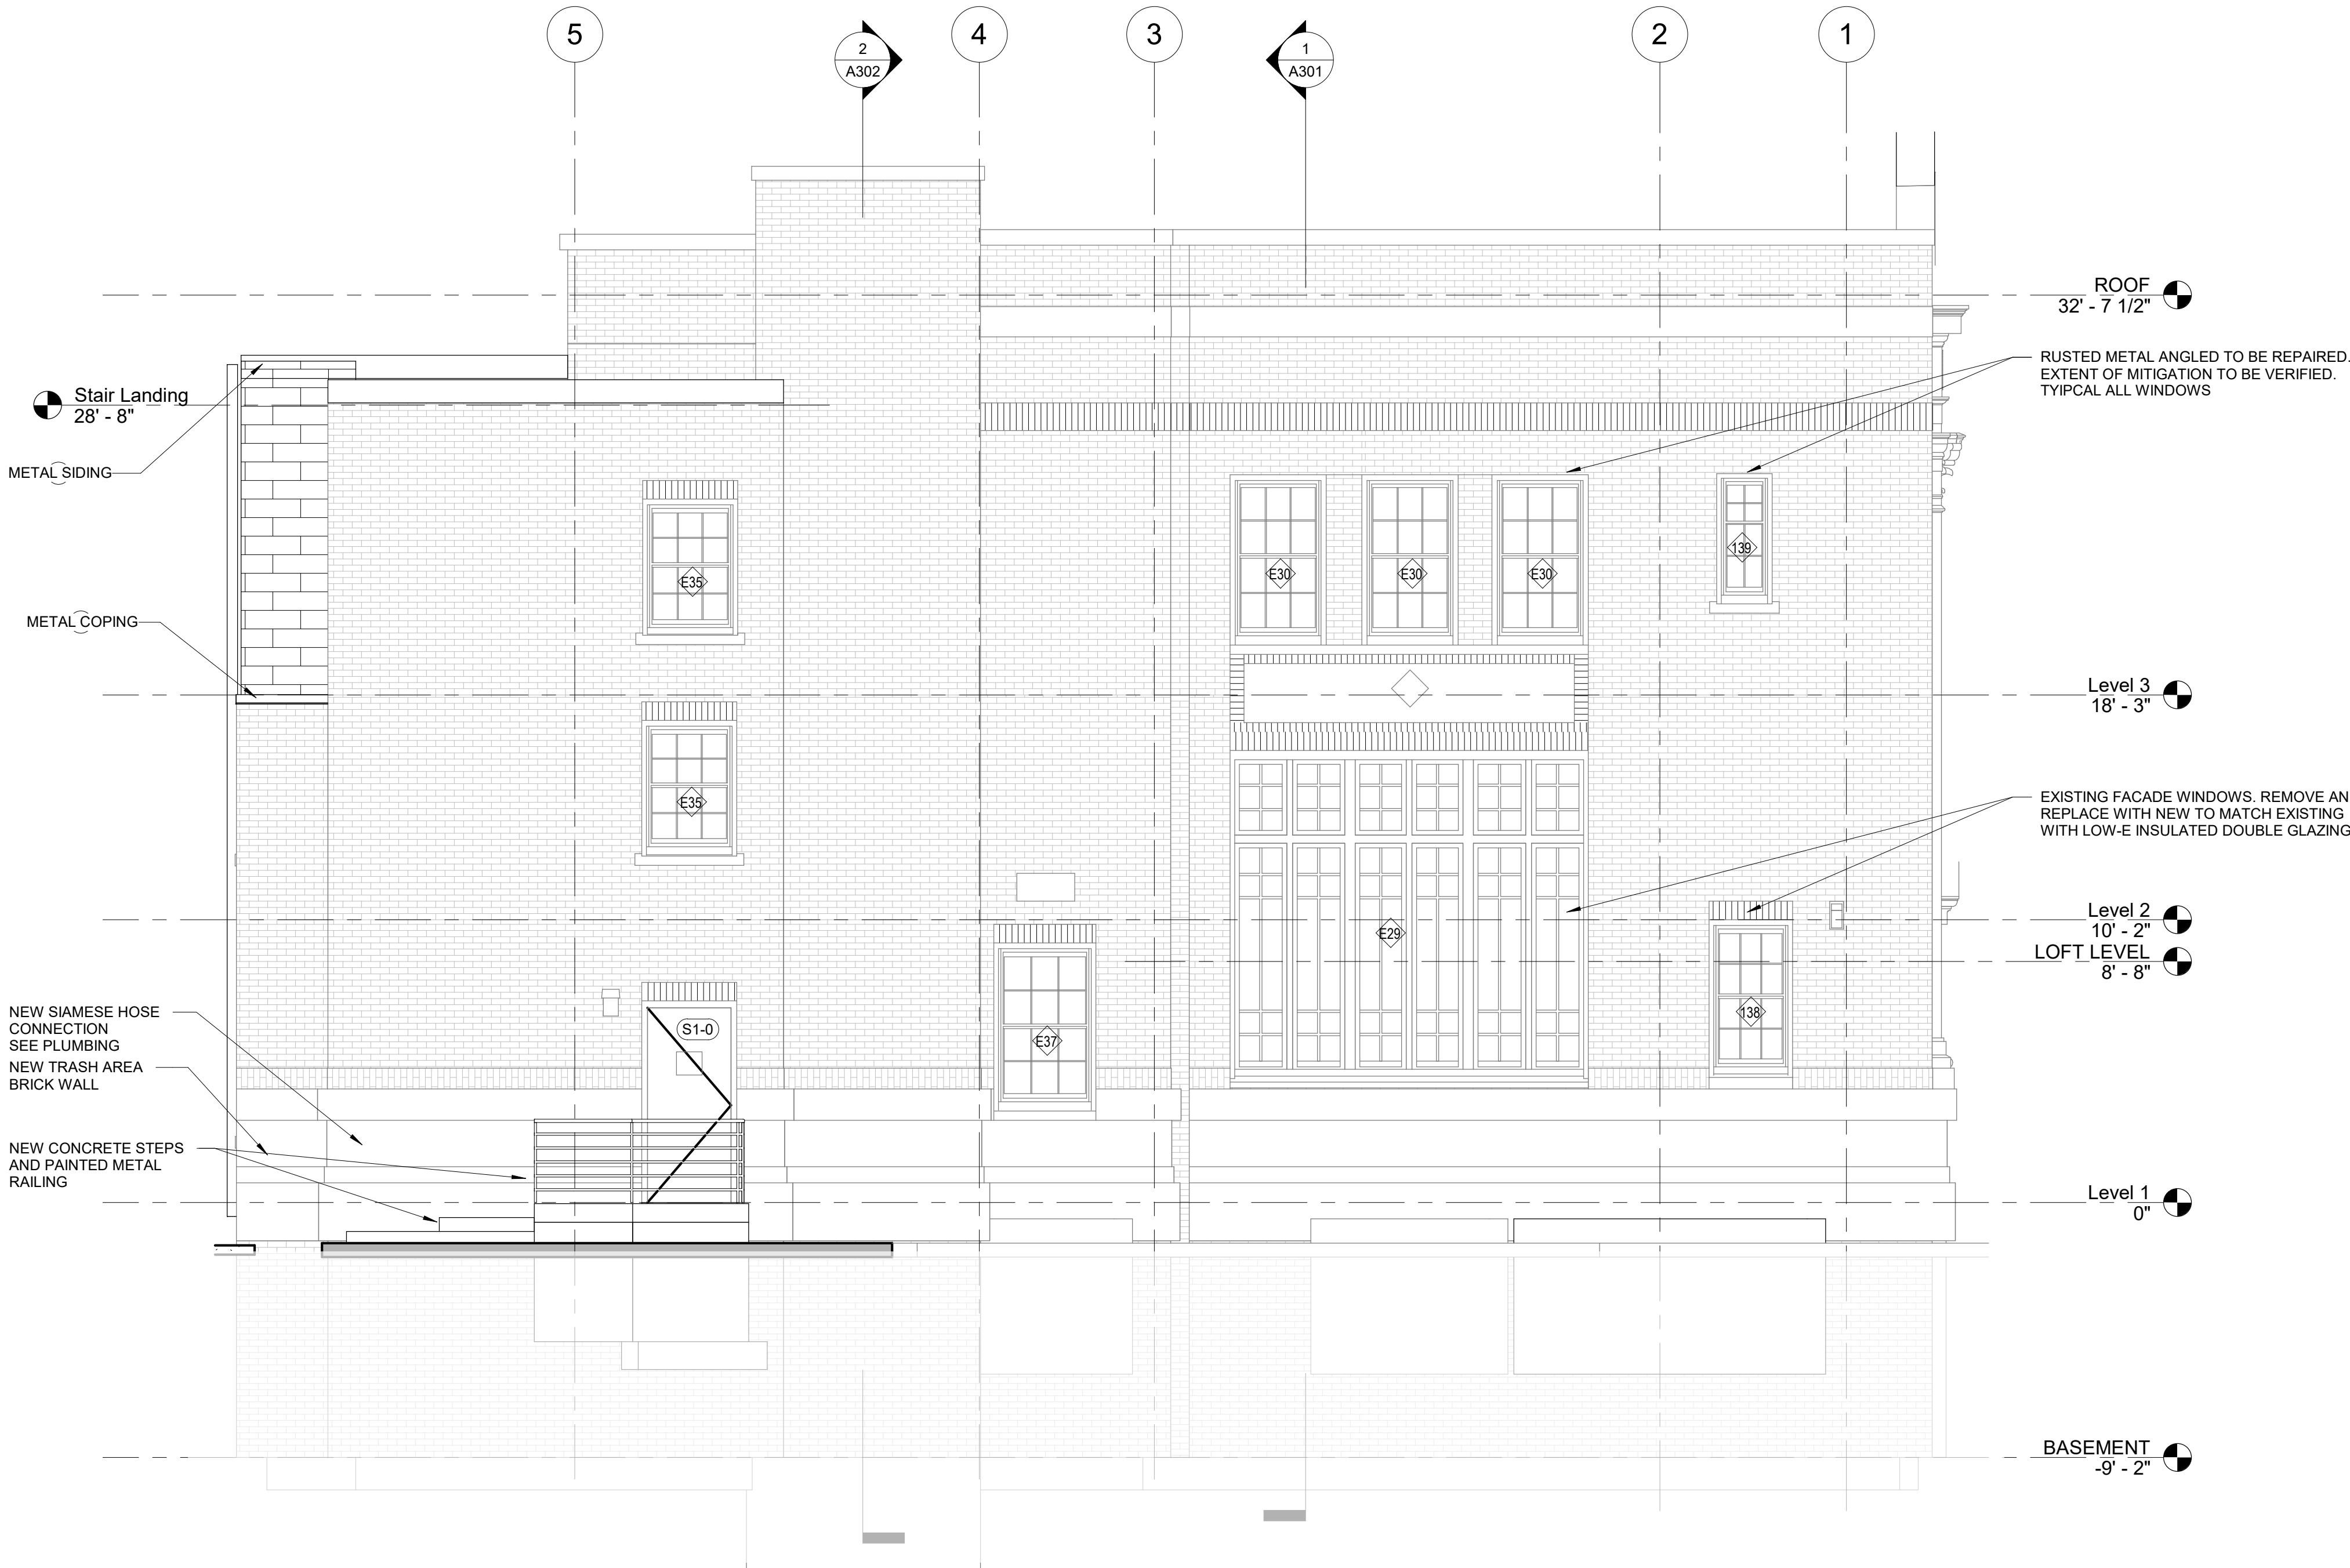 5
2
A302
4
3
1
A301
2
1
ROOF
32' - 7 1/2"
RUSTED METAL ANGLED TO BE REPAIRED.
EXTENT OF MITIGATION TO BE VERIFIED.
TYIPCAL ALL WINDOWS
Stair Landing
28' - 8"
METAL SIDING
E35
E30
E30
E30
139
METAL COPING
Level 3
18' - 3"
E35
EXISTING FACADE WINDOWS. REMOVE AN
REPLACE WITH NEW TO MATCH EXISTING
WITH LOW-E INSULATED DOUBLE GLAZING
Level 2
10' - 2"
E29
LOFT LEVEL
8' - 8"
NEW SIAMESE HOSE
CONNECTION
SEE PLUMBING
S1-0
E37
138
NEW TRASH AREA
BRICK WALL
NEW CONCRETE STEPS
AND PAINTED METAL
RAILING
Level 1
0"
BASEMENT
-9' - 2"